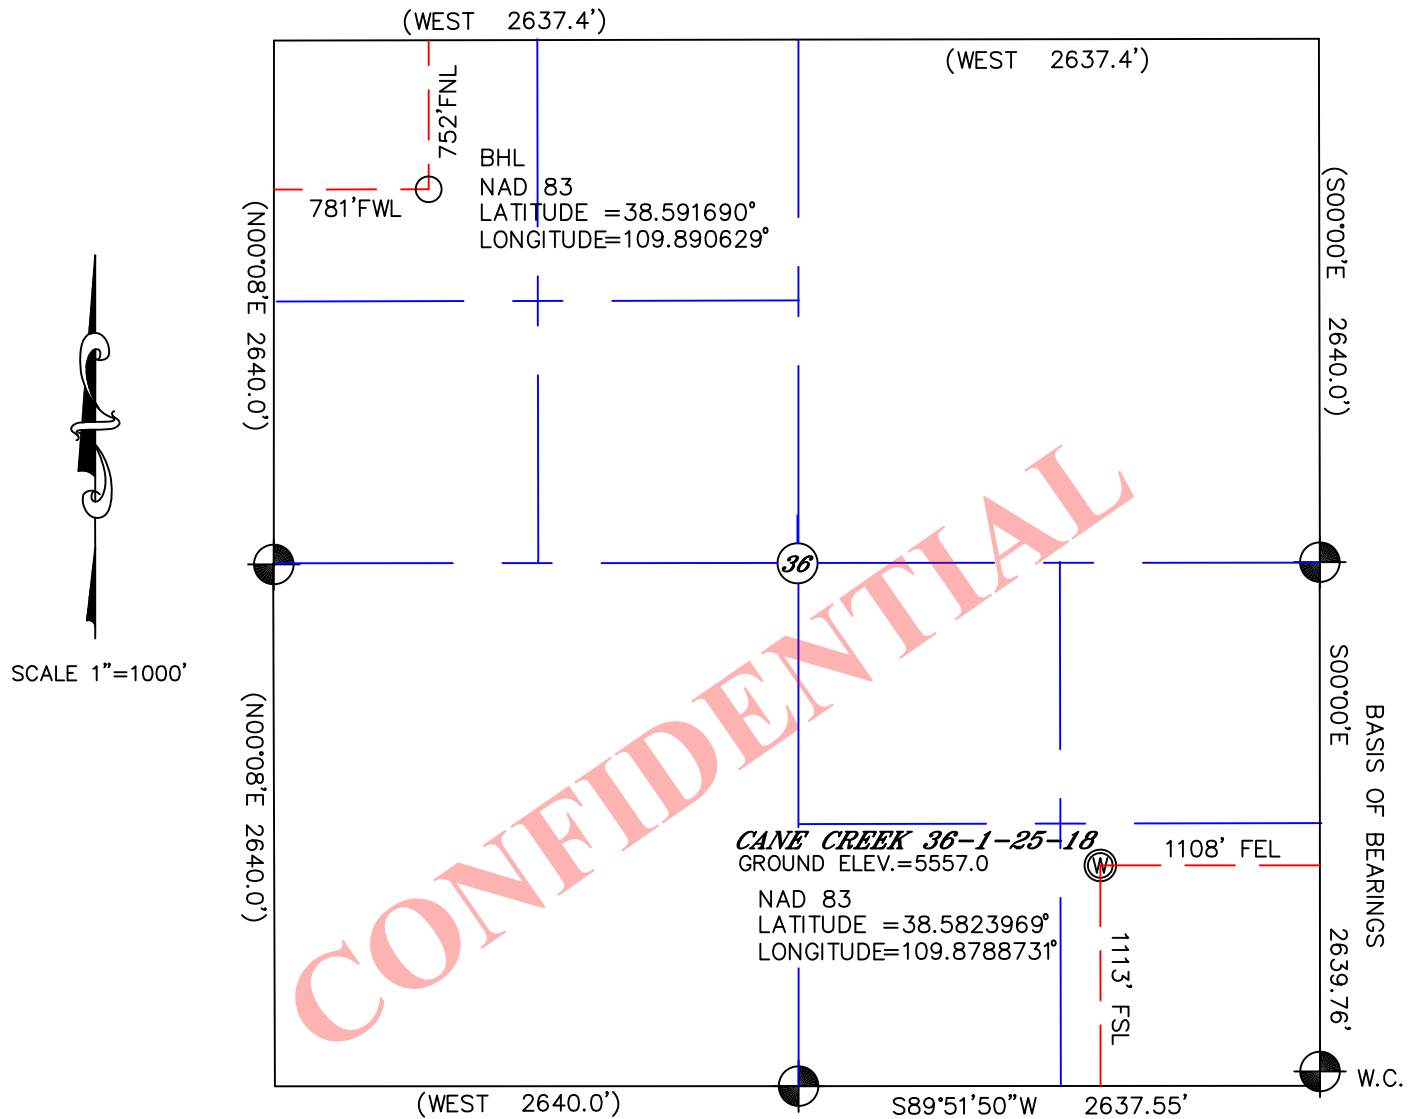 (WEST 2637.4')
(WEST 2637.4')
752'FNL
781'FWL
BHL
NAD 83
LATITUDE =38.591690°
LONGITUDE=109.890629°
(N00°08'E 2640.0')
(S00°00'E 2640.0')
36
SCALE 1"=1000'
(N00°08'E 2640.0')
S00°00'E 2639.76'
BASIS OF BEARINGS
CONFIDENTIAL
CANE CREEK 36-1-25-18
GROUND ELEV.=5557.0
NAD 83
LATITUDE =38.5823969°
LONGITUDE=109.8788731°
W
1108' FEL
1113' FSL
W.C.
(WEST 2640.0')
S89°51'50"W 2637.55'